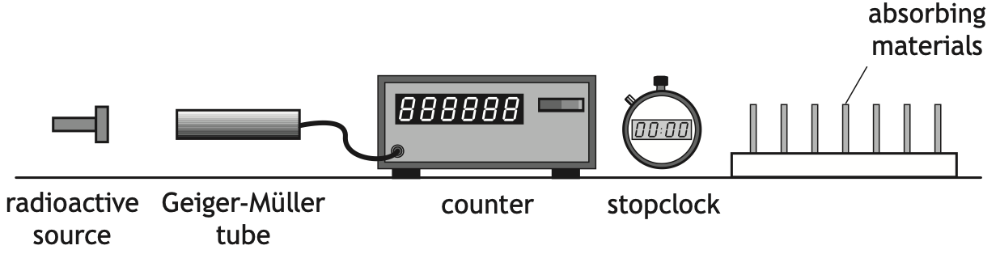 absorbing
materials
888888
00:00
radioactive
source
Geiger-Müller
tube
counter
stopclock